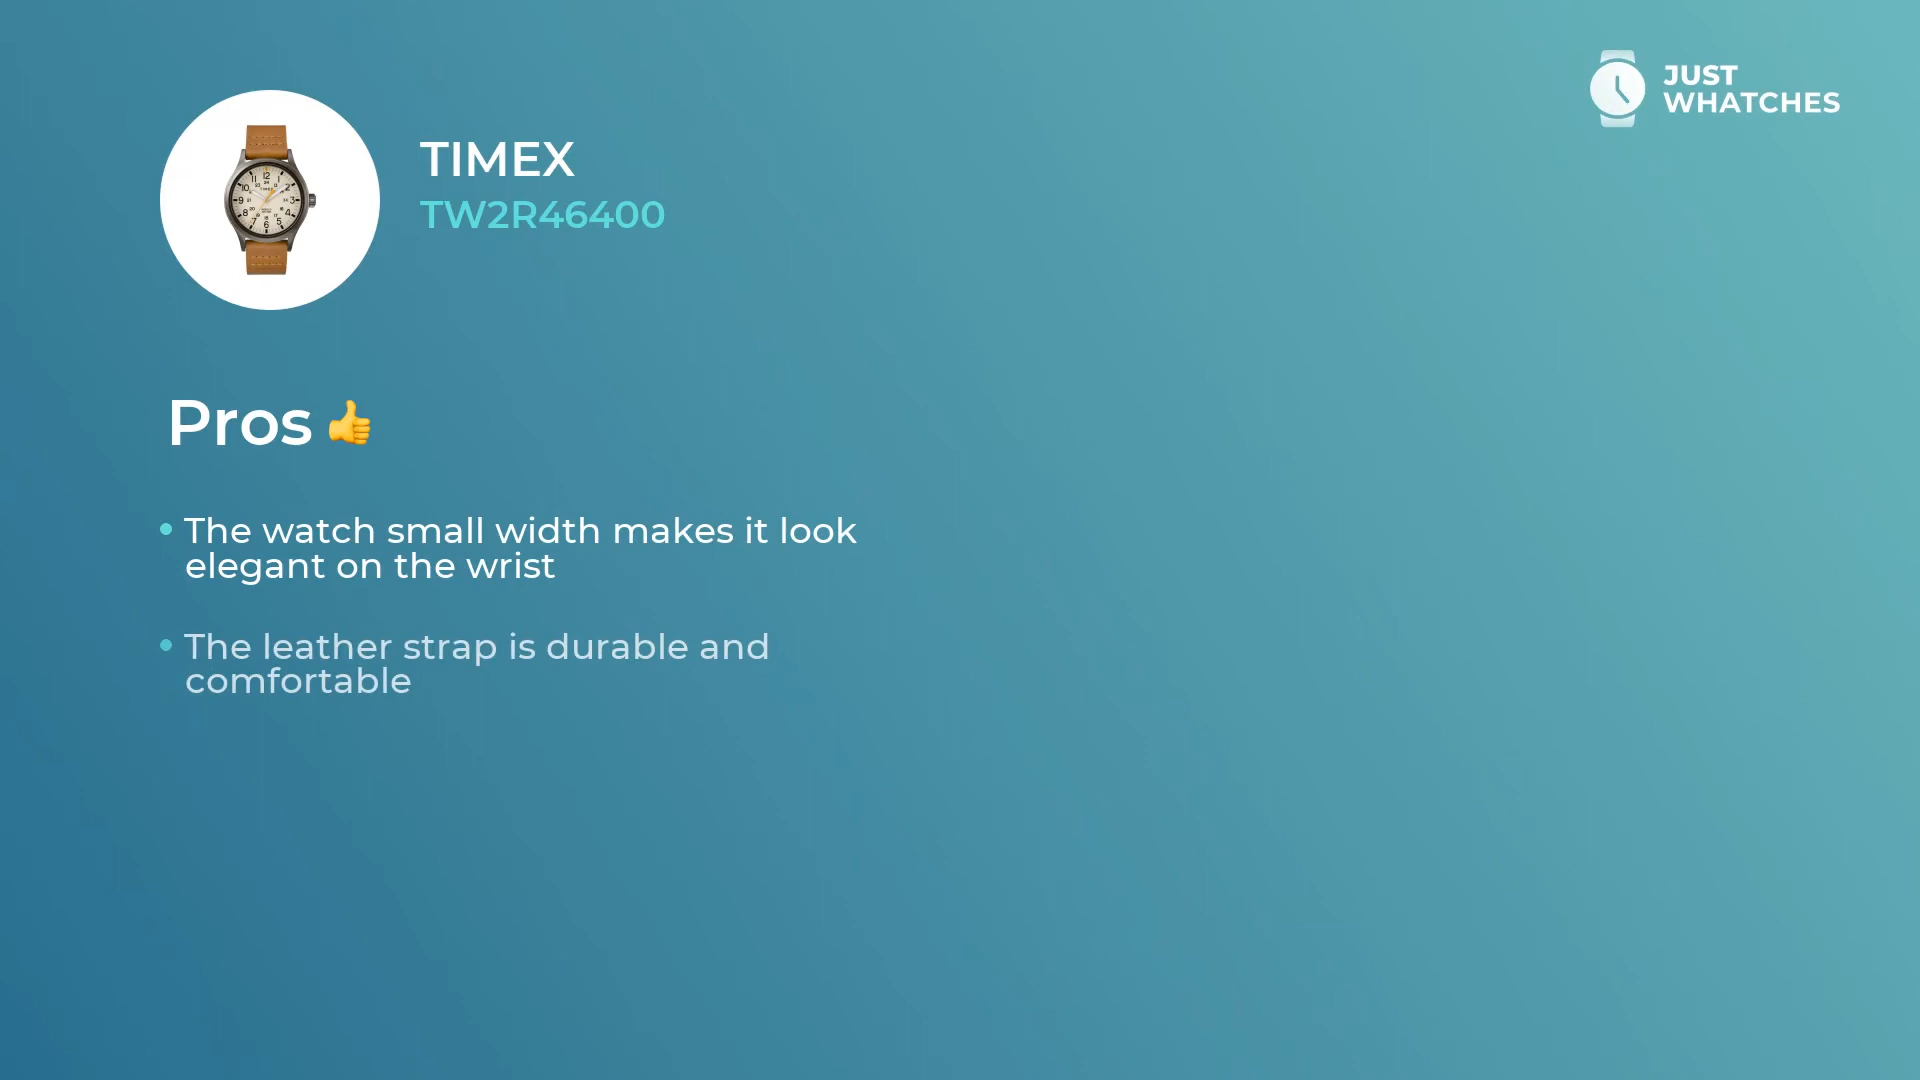 JUST
WHATCHES
TIMEX
TW2R46400
Pros
The watch small width makes it look
elegant on the wrist
The leather strap is durable and
comfortable